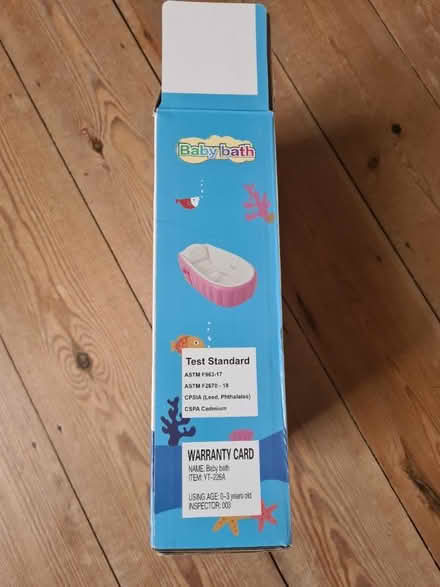 Baby bath
Test Standard
ASTM F963-17
ASTM F2670 - 18
CPSIA (Lead, Phthalates)
CSPA Cadmium
WARRANTY CARD
NAME: Baby bath
ITEM: YT-226A
USING AGE: 0-3 years old
INSPECTOR: 003